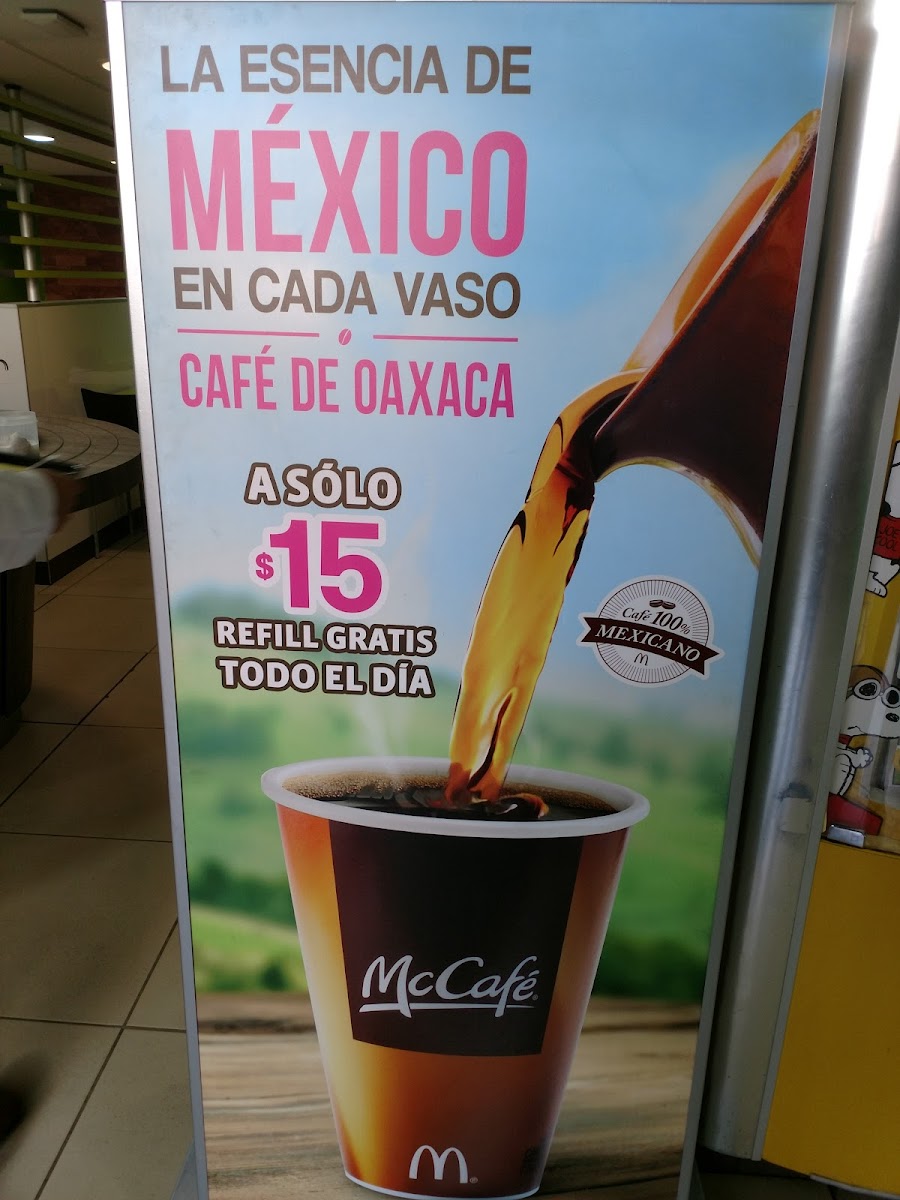 LA ESENCIA DE
MÉXICO
EN CADA VASO
CAFÉ DE OAXACA
A SÓLO
$15
REFILL GRATIS
TODO EL DÍA
Café 100%
MEXICANO
McCafé®